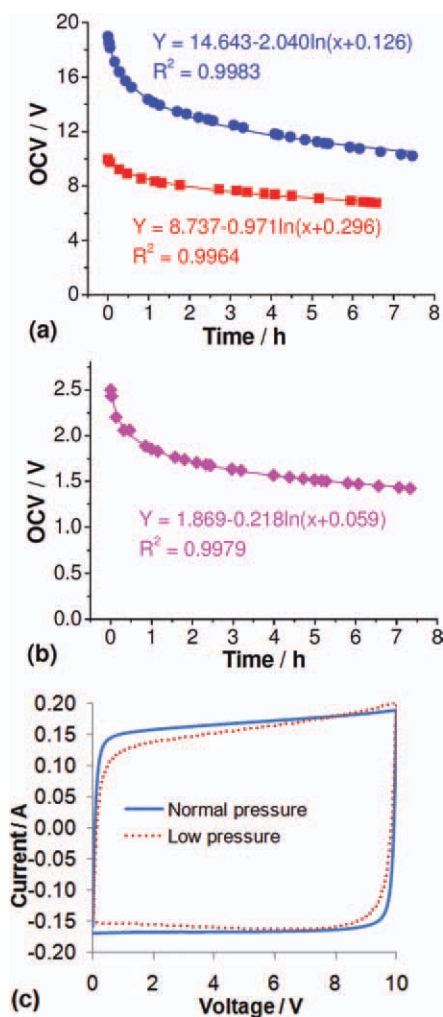 20
16
12
8
4
0
OCV / V
Y = 14.643-2.040ln(x+0.126)
R² = 0.9983
Y = 8.737-0.971ln(x+0.296)
R² = 0.9964
0 1 2 3 4 5 6 7 8
Time / h
(a)
2.5
2.0
1.5
1.0
0.5
0.0
OCV / V
Y = 1.869-0.218ln(x+0.059)
R² = 0.9979
0 1 2 3 4 5 6 7 8
Time / h
(b)
0.20
0.15
0.10
0.05
0.00
-0.05
-0.10
-0.15
-0.20
Current / A
Normal pressure
Low pressure
0 2 4 6 8 10
Voltage / V
(c)